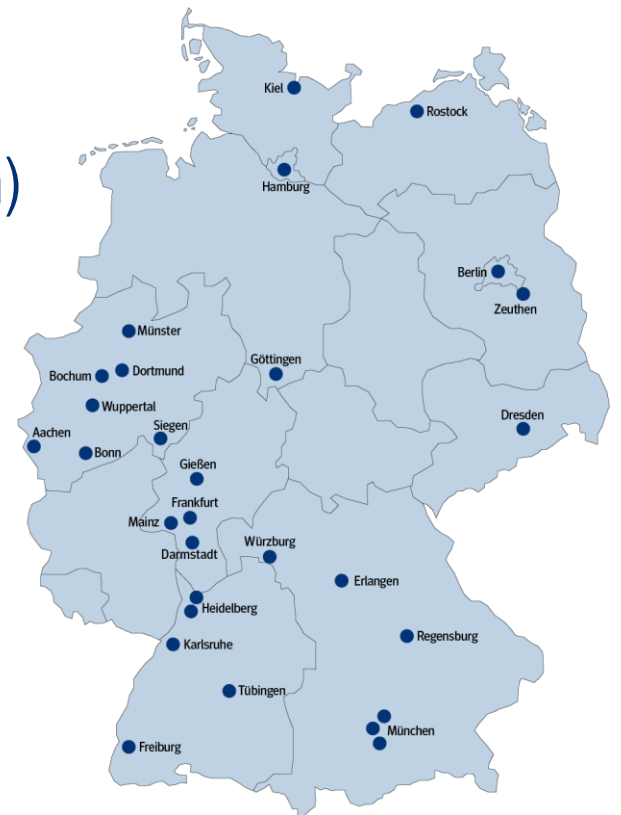 )
Kiel
Rostock
Hamburg
Berlin
Zeuthen
Münster
Göttingen
Bochum
Dortmund
Wuppertal
Dresden
Aachen
Siegen
Bonn
Gießen
Frankfurt
Mainz
Darmstadt
Würzburg
Erlangen
Heidelberg
Regensburg
Karlsruhe
Tübingen
München
Freiburg